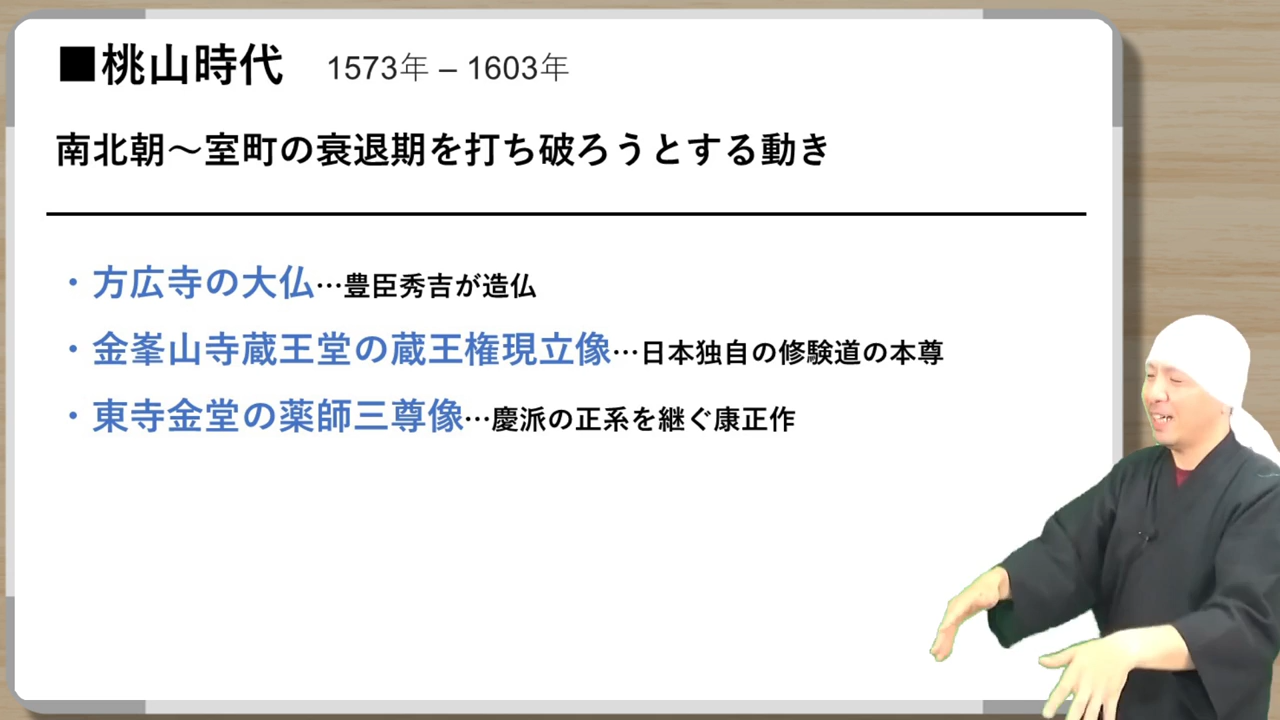 ■桃山時代 1573年 – 1603年
南北朝～室町の衰退期を打ち破ろうとする動き
・方広寺の大仏…豊臣秀吉が造仏
・金峯山寺蔵王堂の蔵王権現立像…日本独自の修験道の本尊
・東寺金堂の薬師三尊像…慶派の正系を継ぐ康正作